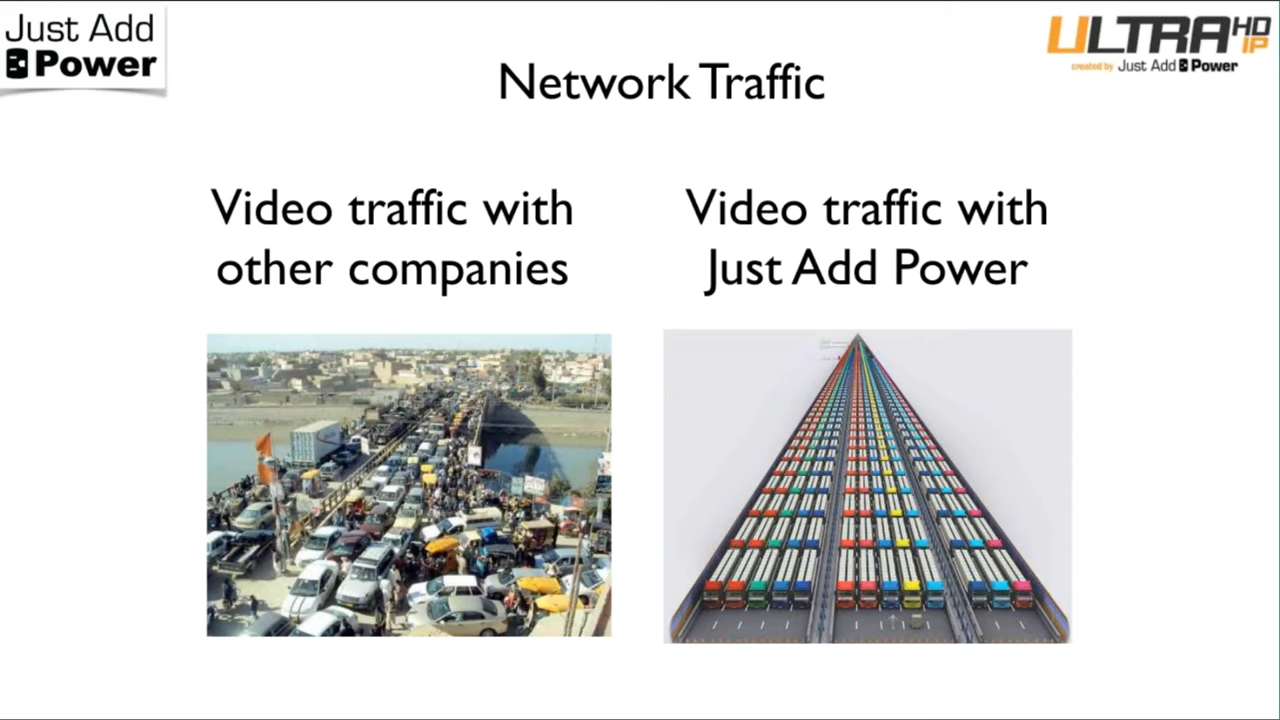 Just Add
Power
ULTRA HD IP
created by Just Add Power
Network Traffic
Video traffic with
other companies
Video traffic with
Just Add Power